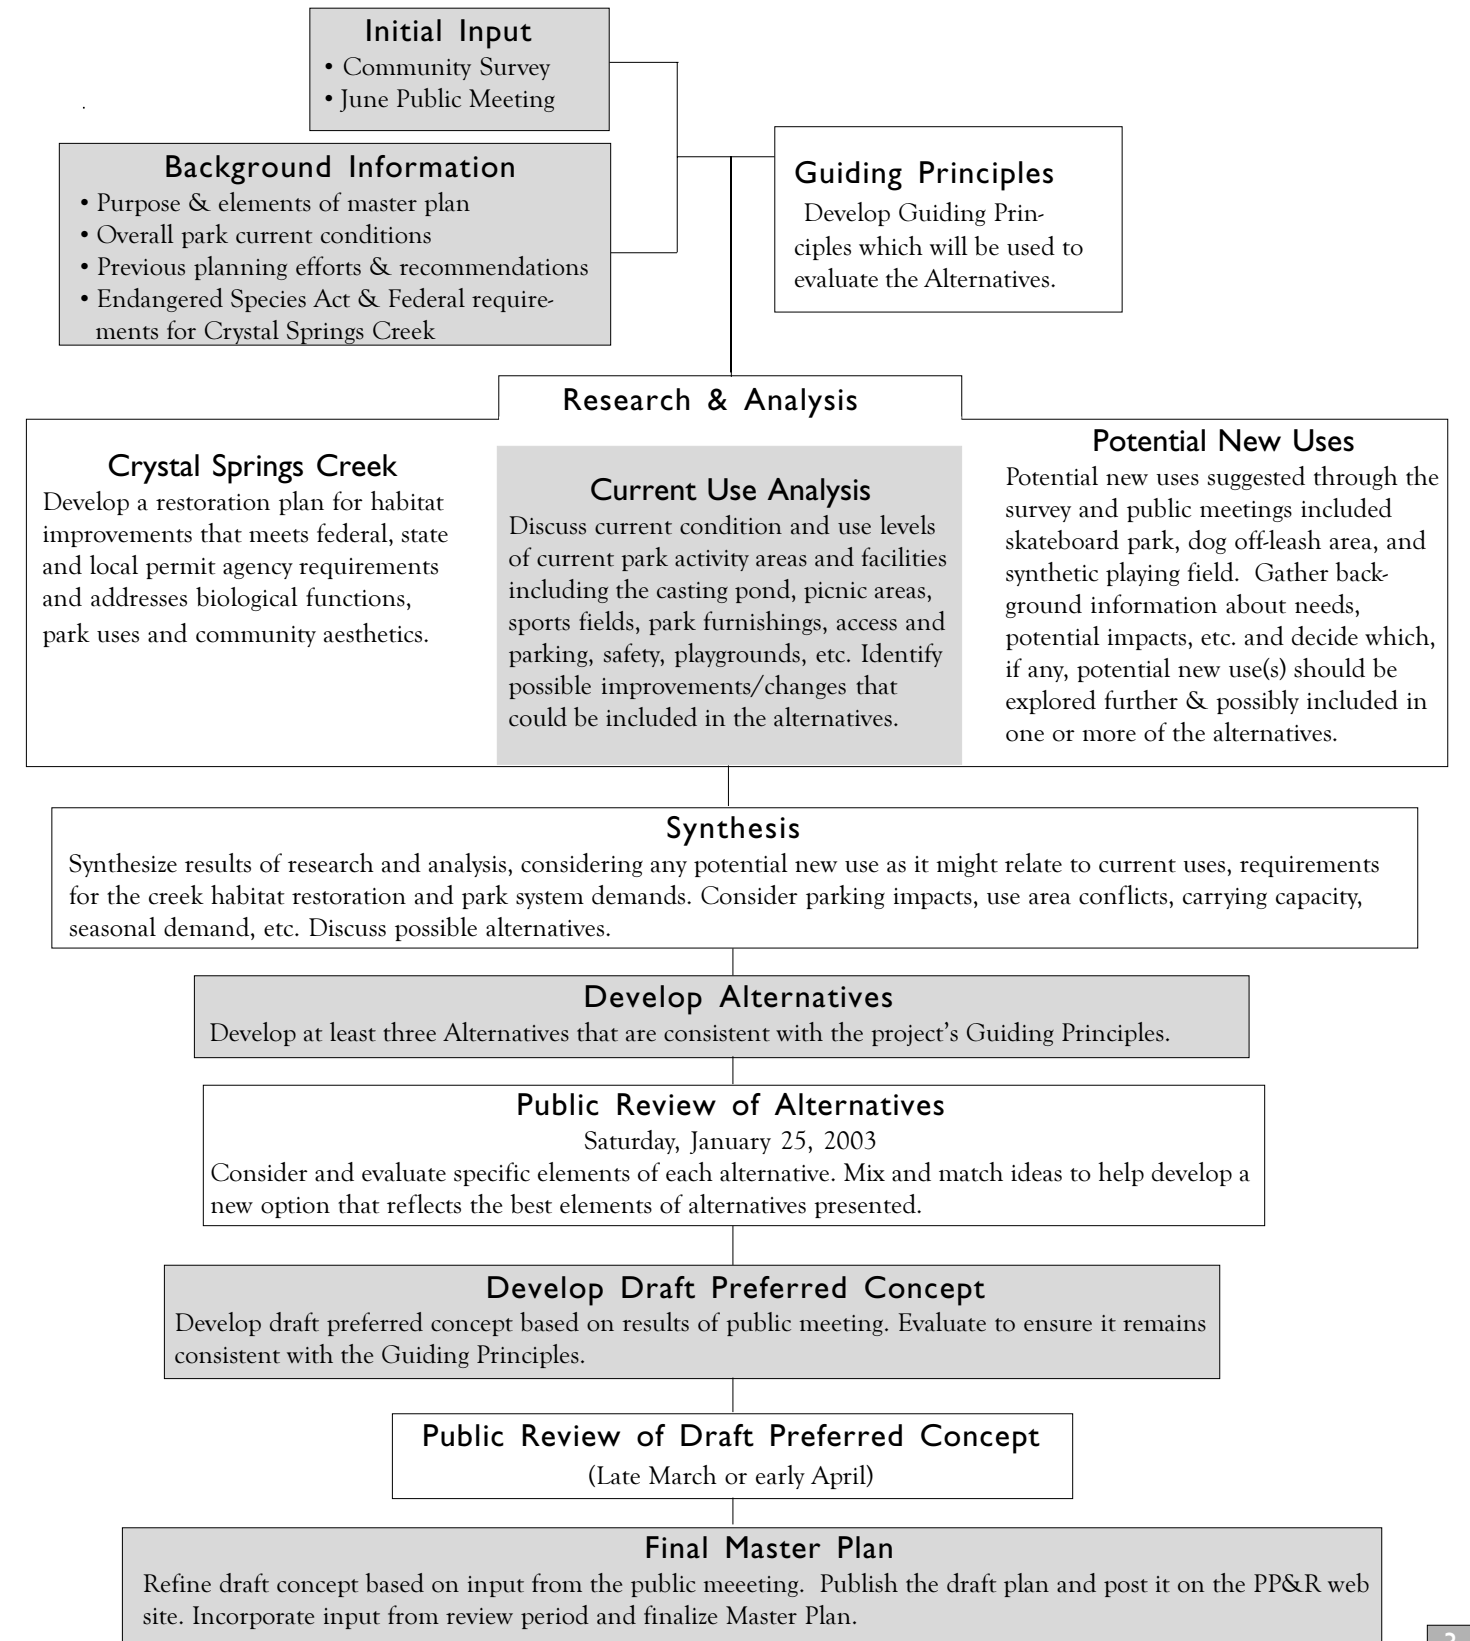 Initial Input
• Community Survey
• June Public Meeting
Background Information
• Purpose & elements of master plan
• Overall park current conditions
• Previous planning efforts & recommendations
• Endangered Species Act & Federal require-
ments for Crystal Springs Creek
Guiding Principles
Develop Guiding Prin-
ciples which will be used to
evaluate the Alternatives.
Research & Analysis
Crystal Springs Creek
Develop a restoration plan for habitat
improvements that meets federal, state
and local permit agency requirements
and addresses biological functions,
park uses and community aesthetics.
Current Use Analysis
Discuss current condition and use levels
of current park activity areas and facilities
including the casting pond, picnic areas,
sports fields, park furnishings, access and
parking, safety, playgrounds, etc. Identify
possible improvements/changes that
could be included in the alternatives.
Potential New Uses
Potential new uses suggested through the
survey and public meetings included
skateboard park, dog off-leash area, and
synthetic playing field. Gather back-
ground information about needs,
potential impacts, etc. and decide which,
if any, potential new use(s) should be
explored further & possibly included in
one or more of the alternatives.
Synthesis
Synthesize results of research and analysis, considering any potential new use as it might relate to current uses, requirements
for the creek habitat restoration and park system demands. Consider parking impacts, use area conflicts, carrying capacity,
seasonal demand, etc. Discuss possible alternatives.
Develop Alternatives
Develop at least three Alternatives that are consistent with the project's Guiding Principles.
Public Review of Alternatives
Saturday, January 25, 2003
Consider and evaluate specific elements of each alternative. Mix and match ideas to help develop a
new option that reflects the best elements of alternatives presented.
Develop Draft Preferred Concept
Develop draft preferred concept based on results of public meeting. Evaluate to ensure it remains
consistent with the Guiding Principles.
Public Review of Draft Preferred Concept
(Late March or early April)
Final Master Plan
Refine draft concept based on input from the public meeeting. Publish the draft plan and post it on the PP&R web
site. Incorporate input from review period and finalize Master Plan.